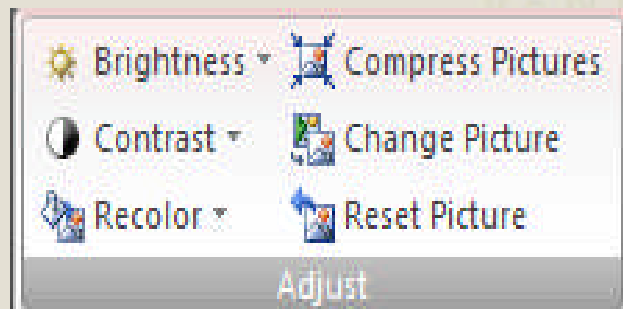 Brightness
Compress Pictures
Contrast
Change Picture
Recolor
Reset Picture
Adjust